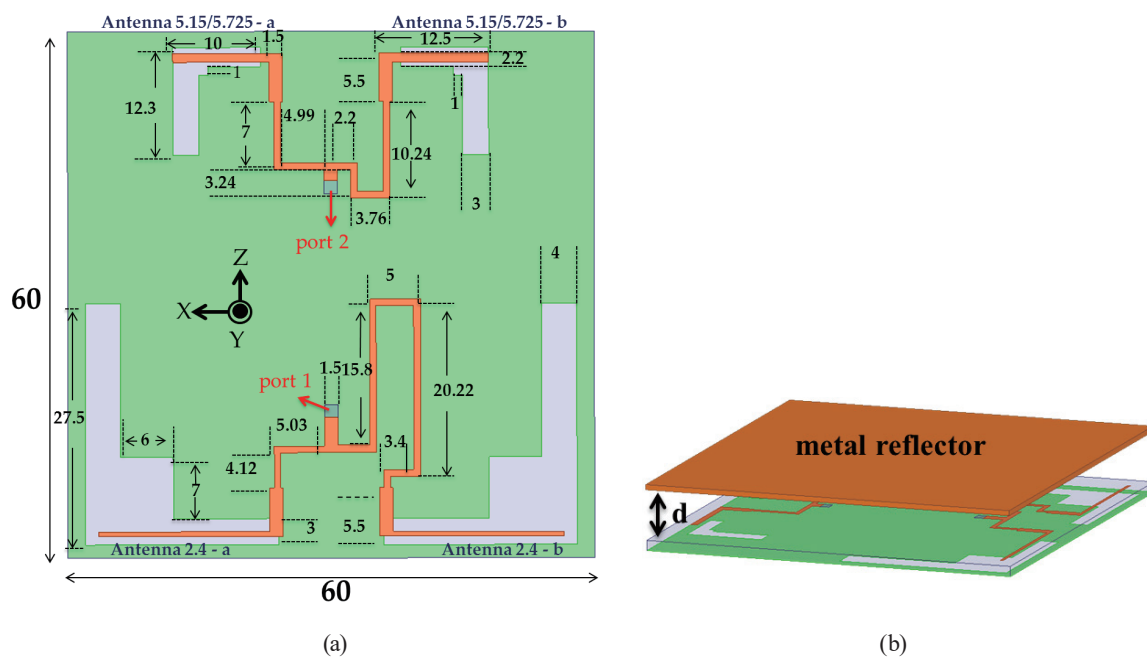 Antenna 5.15/5.725 - a
Antenna 5.15/5.725 - b
10
1.5
12.5
2.2
1
5.5
1
12.3
4.99
2.2
7
10.24
3.24
3.76
3
port 2
Z
X
Y
4
5
60
1.5
15.8
port 1
20.22
27.5
5.03
6
3.4
4.12
7
3
5.5
Antenna 2.4 - a
Antenna 2.4 - b
60
metal reflector
d
(a)
(b)